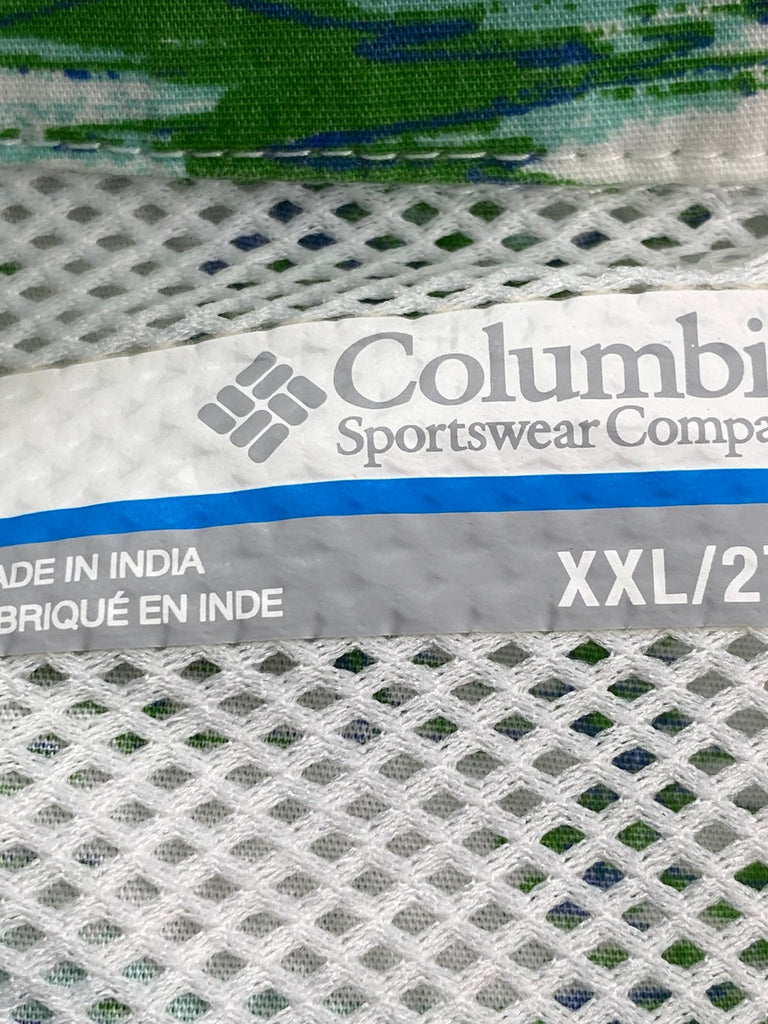 Columbi
Sportswear Compa
ADE IN INDIA
BRIQUÉ EN INDE
XXL/2